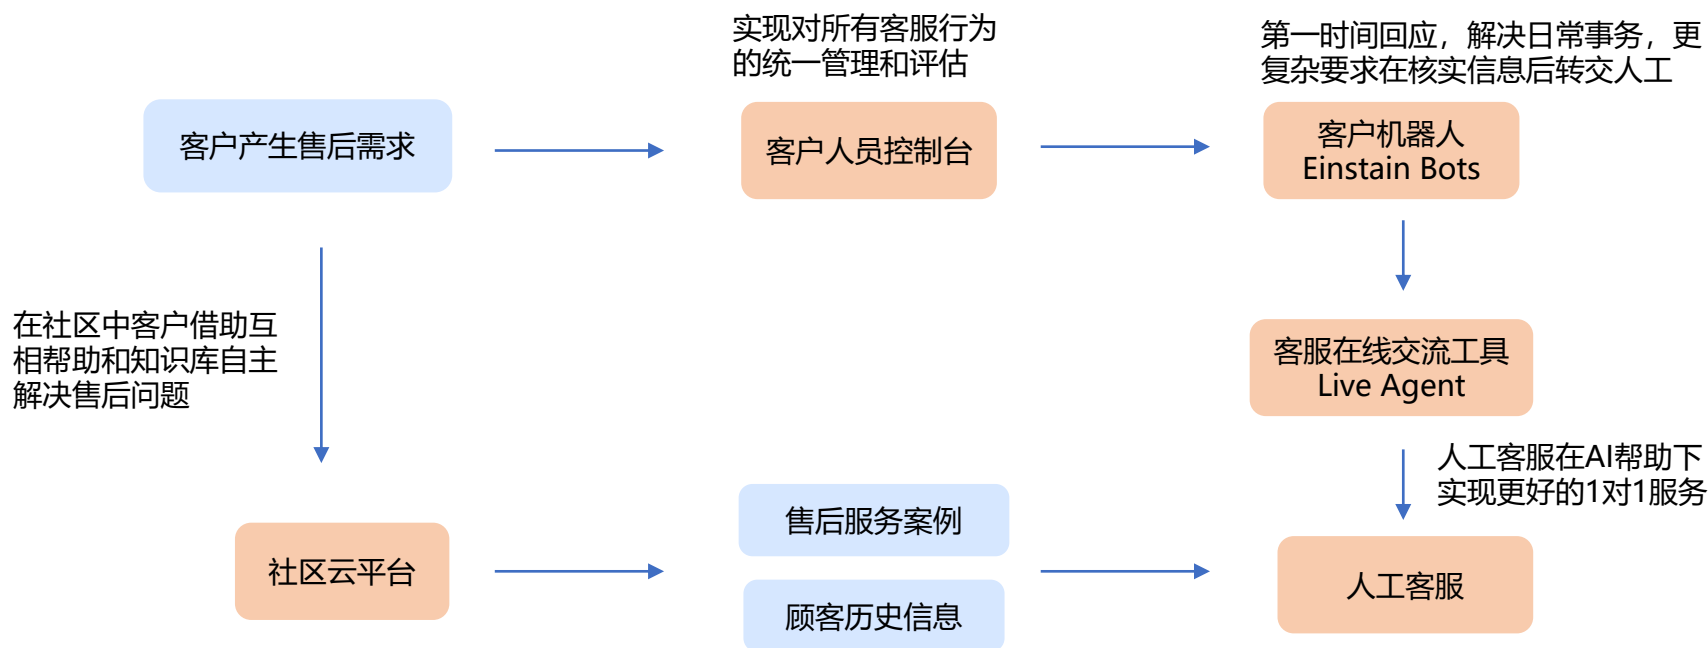 实现对所有客服行为
的统一管理和评估
第一时间回应，解决日常事务，更
复杂要求在核实信息后转交人工
客户产生售后需求
客户人员控制台
客户机器人
Einstain Bots
在社区中客户借助互
相帮助和知识库自主
解决售后问题
客服在线交流工具
Live Agent
人工客服在AI帮助下
实现更好的1对1服务
社区云平台
售后服务案例
顾客历史信息
人工客服